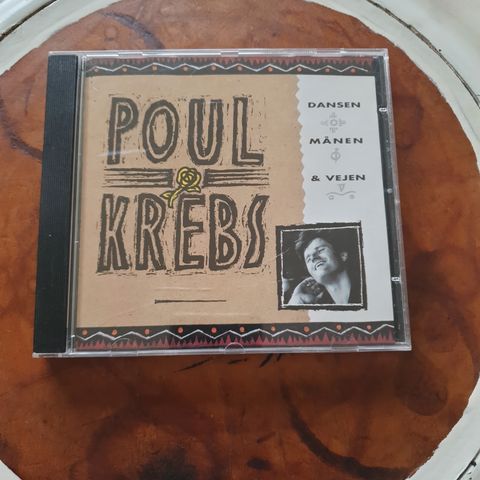 POUL
KREBS
DANSEN
MÅNEN
& VEJEN